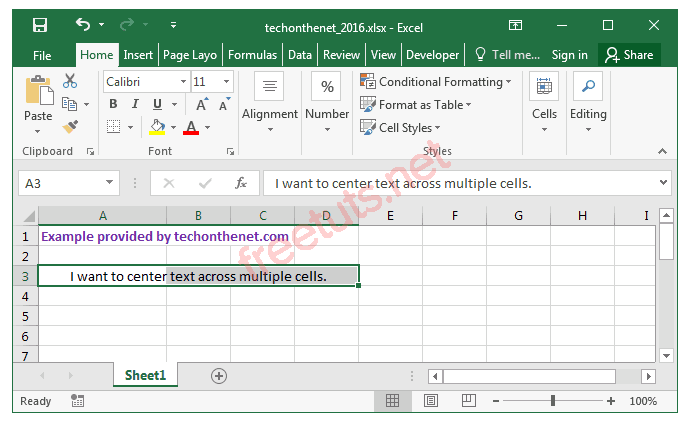 techonthenet_2016.xlsx - Excel
File Home Insert Page Layo Formulas Data Review View Developer Tell me... Sign in Share
Calibri 11
Paste
B I U A A
A
Alignment
% Number
Conditional Formatting
Format as Table
Cell Styles
Cells
Editing
Clipboard Font Styles
A3 fx I want to center text across multiple cells.
A B C D E F G H I
1 Example provided by techonthenet.com
2
3 I want to center text across multiple cells.
4
5
6
7
freetuts.net
Sheet1
Ready 100%